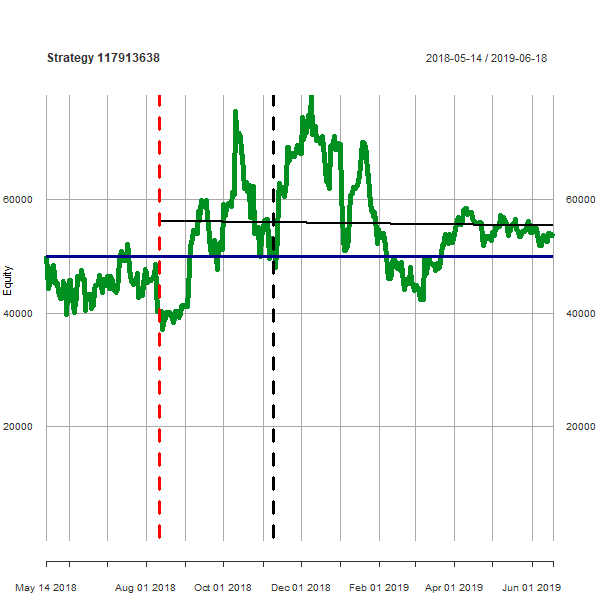 Strategy 117913638
2018-05-14 / 2019-06-18
60000 60000
Equity
40000 40000
20000 20000
May 14 2018 Aug 01 2018 Oct 01 2018 Dec 01 2018 Feb 01 2019 Apr 01 2019 Jun 01 2019